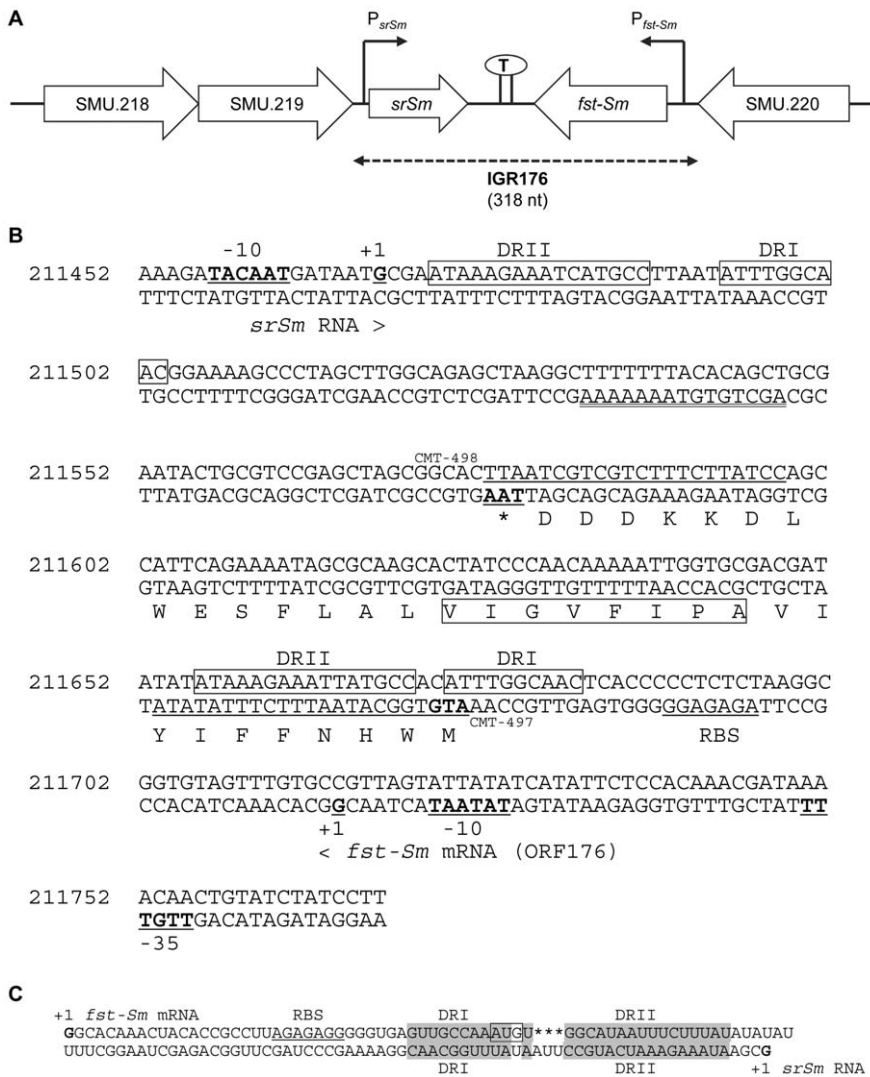 A
P_srSm P_fst-Sm
T
SMU.218 SMU.219 srSm fst-Sm SMU.220
IGR176
(318 nt)
B
-10 +1 DRII DRI
211452 AAAGATACAATGATAATGCGAATAAAGAAATCATGCCTTAATATTTGGCA
TTTCTATGTTACTATTACGCTTATTTCTTTAGTACGGAATTATAAACCGT
srSm RNA >
211502 ACGGAAAAGCCCTAGCTTGGCAGAGCTAAGGCTTTTTTTACACAGCTGCG
TGCCTTTTCGGGATCGAACCGTCTCGATTCCGAAAAAAATGTGTCGACGC
CMT-498
211552 AATACTGCGTCCGAGCTAGCGGCACTTAATCGTCGTCTTTCTTATCCAGC
TTATGACGCAGGCTCGATCGCCGTGAATTAGCAGCAGAAAGAATAGGTCG
* D D D K K D L
211602 CATTCAGAAAATAGCGCAAGCACTATCCCAACAAAAATTGGTGCGACGAT
GTAAGTCTTTTATCGCGTTCGTGATAGGGTTGTTTTTAACCACGCTGCTA
W E S F L A L V I G V F I P A V I
DRII DRI
211652 ATATATAAAGAAATTATGCCACATTTGGCAACTCACCCCCTCTCTAAGGC
TATATATTTCTTTAATACGGTGTAAACCGTTGAGTGGGGGAGAGATTCCG
CMT-497
Y I F F N H W M RBS
211702 GGTGTAGTTTGTGCCGTTAGTATTATATCATATTCTCCACAAACGATAAA
CCACATCAAACACGGCAATCATAATATAGTATAAGAGGTGTTTGCTATTT
+1 -10
< fst-Sm mRNA (ORF176)
211752 ACAACTGTATCTATCCTT
TGTTGACATAGATAGGAA
-35
C
+1 fst-Sm mRNA RBS DRI DRII
GGCACAAACUACACCGCCUUAGAGAGGGGGUGAGUUGCCAAAUGU***GGCAUAAUUUCUUUAUAUAUAU
UUUCGGAAUCGAGACGGUUCGAUCCCGAAAAGGCAACGGUUUAUAAUUCCGUACUAAAGAAAUAAGCG
DRI DRII +1 srSm RNA